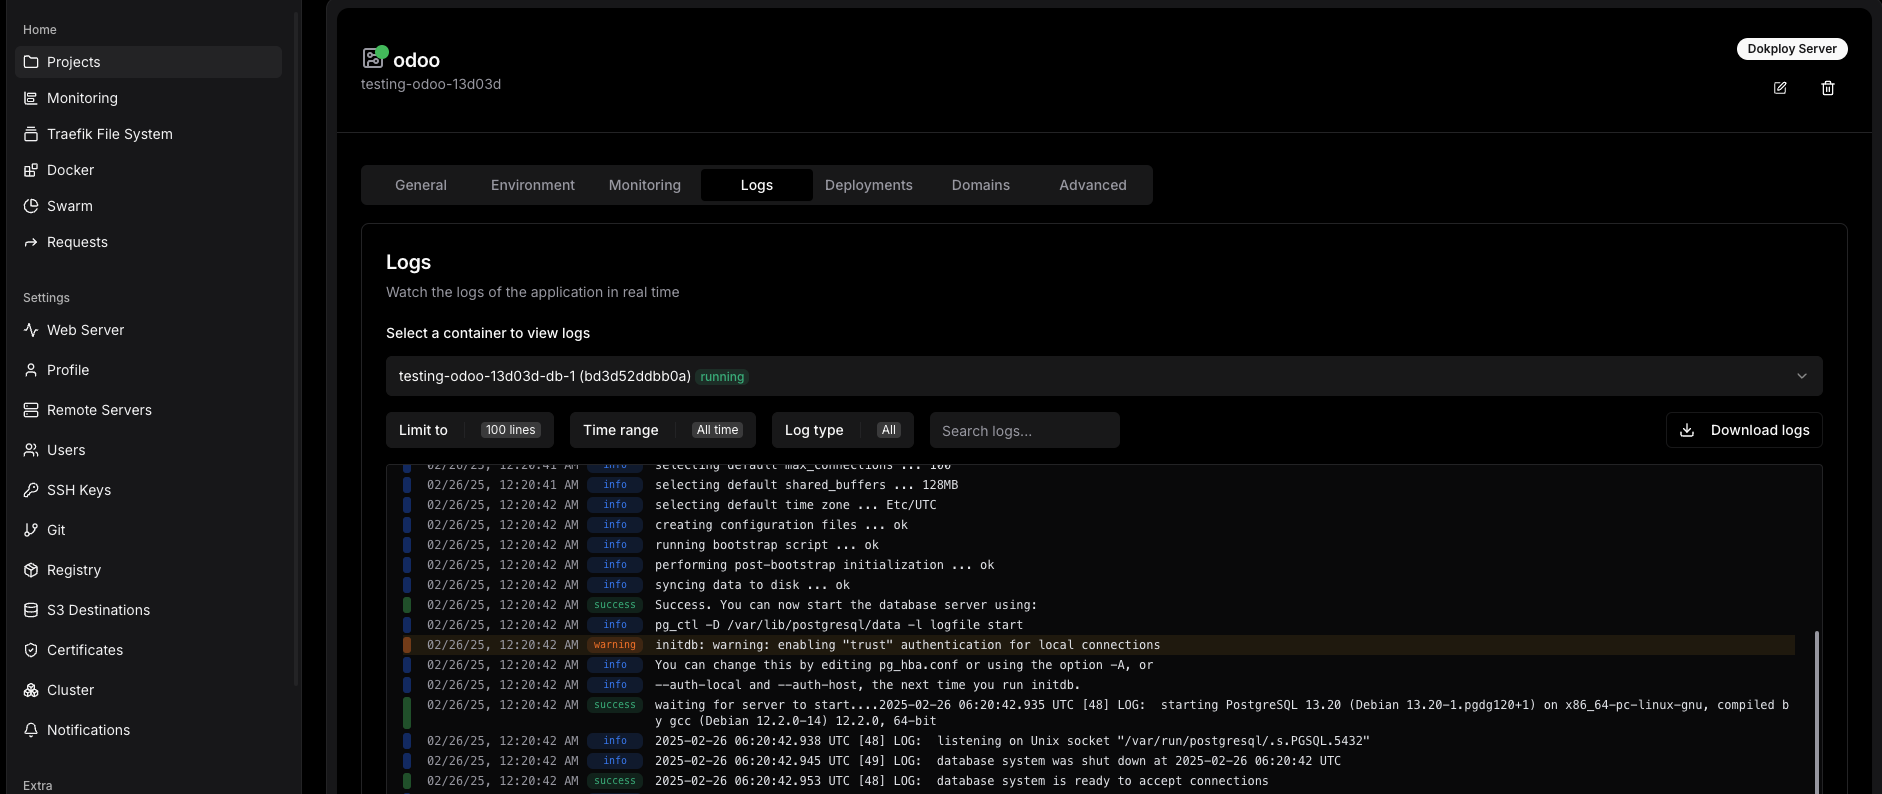 Home
Projects
Monitoring
Traefik File System
Docker
Swarm
Requests
Settings
Web Server
Profile
Remote Servers
Users
SSH Keys
Git
Registry
S3 Destinations
Certificates
Cluster
Notifications
Extra
odoo
testing-odoo-13d03d
Dokploy Server
General Environment Monitoring Logs Deployments Domains Advanced
Logs
Watch the logs of the application in real time
Select a container to view logs
testing-odoo-13d03d-db-1 (bd3d52ddbb0a) running
Limit to 100 lines Time range All time Log type All Search logs... Download logs
02/26/25, 12:20:41 AM info selecting default max_connections ... 100
02/26/25, 12:20:41 AM info selecting default shared_buffers ... 128MB
02/26/25, 12:20:42 AM info selecting default time zone ... Etc/UTC
02/26/25, 12:20:42 AM info creating configuration files ... ok
02/26/25, 12:20:42 AM info running bootstrap script ... ok
02/26/25, 12:20:42 AM info performing post-bootstrap initialization ... ok
02/26/25, 12:20:42 AM info syncing data to disk ... ok
02/26/25, 12:20:42 AM success Success. You can now start the database server using:
02/26/25, 12:20:42 AM info pg_ctl -D /var/lib/postgresql/data -l logfile start
02/26/25, 12:20:42 AM warning initdb: warning: enabling "trust" authentication for local connections
02/26/25, 12:20:42 AM info You can change this by editing pg_hba.conf or using the option -A, or
02/26/25, 12:20:42 AM info --auth-local and --auth-host, the next time you run initdb.
02/26/25, 12:20:42 AM success waiting for server to start....2025-02-26 06:20:42.935 UTC [48] LOG:  starting PostgreSQL 13.20 (Debian 13.20-1.pgdg120+1) on x86_64-pc-linux-gnu, compiled b
y gcc (Debian 12.2.0-14) 12.2.0, 64-bit
02/26/25, 12:20:42 AM info 2025-02-26 06:20:42.938 UTC [48] LOG:  listening on Unix socket "/var/run/postgresql/.s.PGSQL.5432"
02/26/25, 12:20:42 AM info 2025-02-26 06:20:42.945 UTC [49] LOG:  database system was shut down at 2025-02-26 06:20:42 UTC
02/26/25, 12:20:42 AM success 2025-02-26 06:20:42.953 UTC [48] LOG:  database system is ready to accept connections